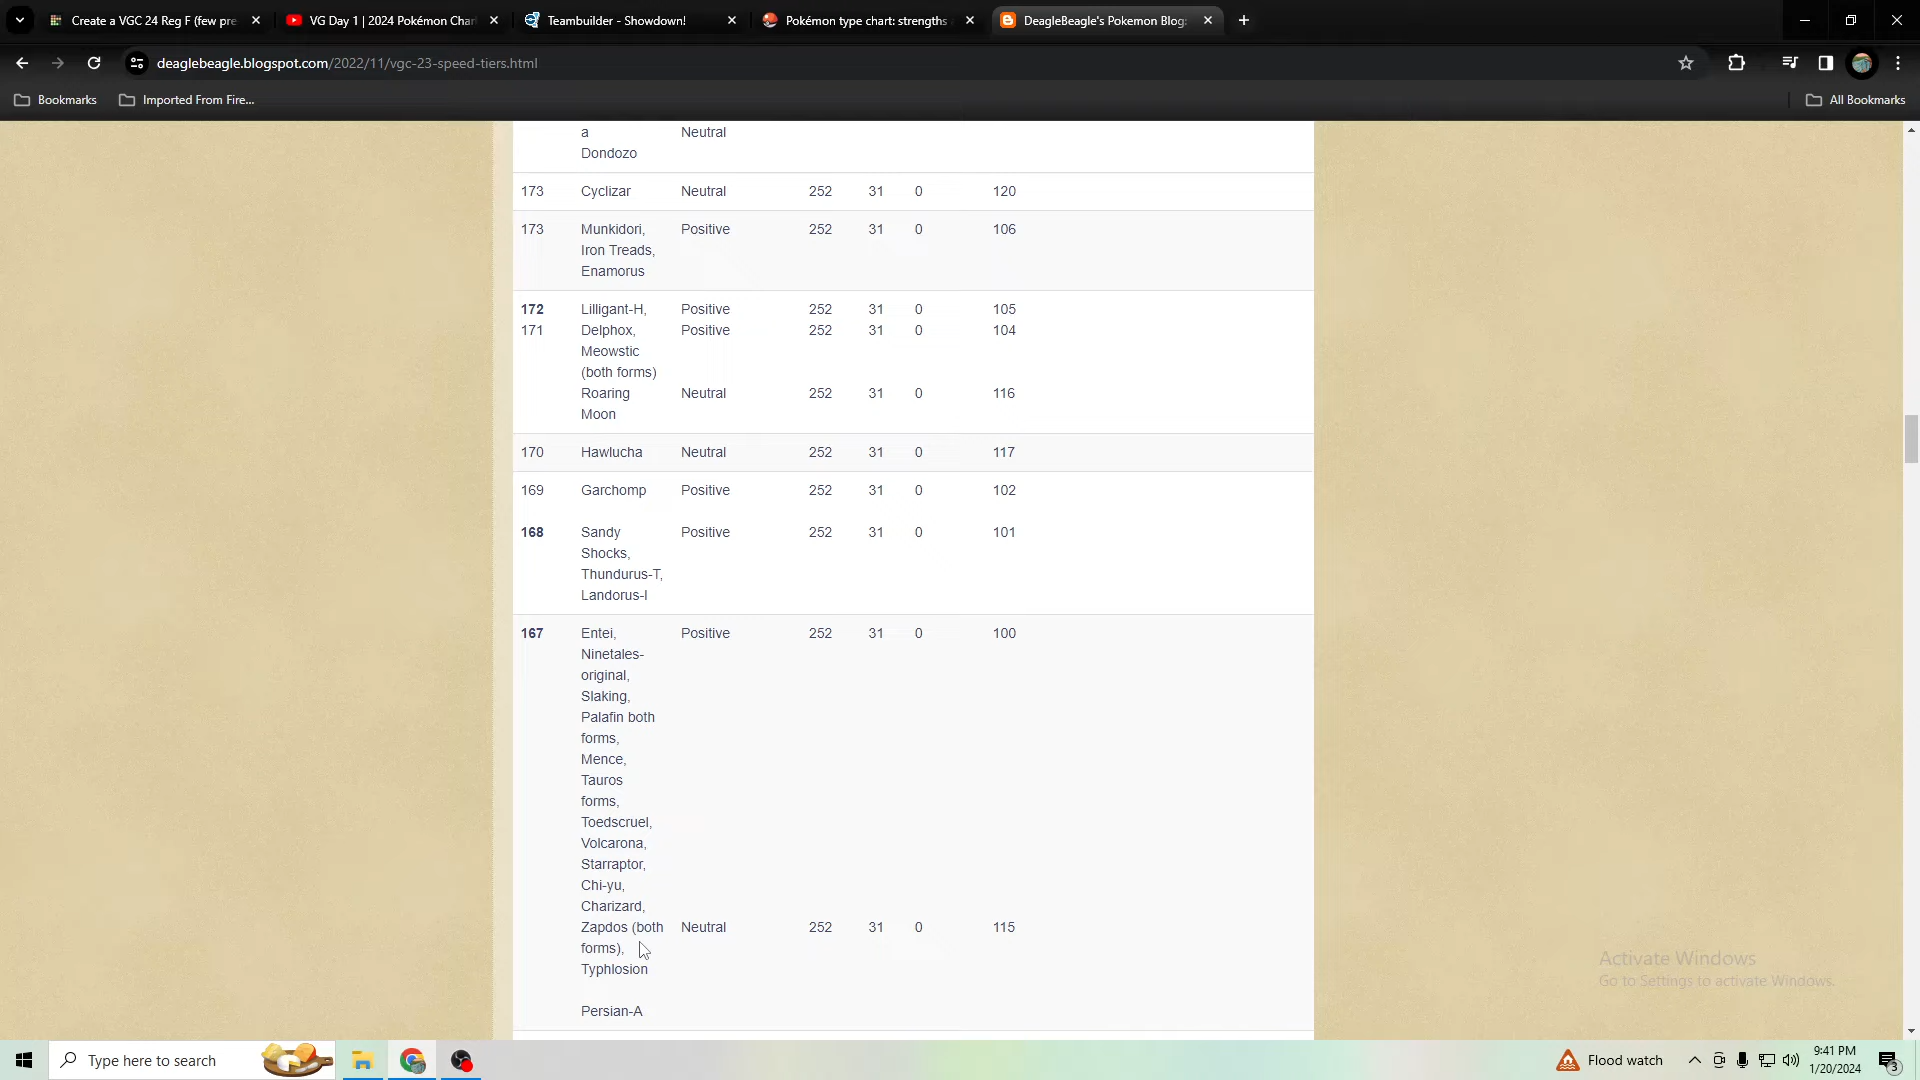 Create a VGC 24 Reg F (few pre
VG Day 1 | 2024 Pokémon Char
Teambuilder - Showdown!
Pokémon type chart: strengths
DeagleBeagle's Pokemon Blog:
deaglebeagle.blogspot.com/2022/11/vgc-23-speed-tiers.html
Bookmarks
Imported From Fire...
All Bookmarks
a Neutral
Dondozo
173 Cyclizar Neutral 252 31 0 120
173 Munkidori, Positive 252 31 0 106
Iron Treads,
Enamorus
172 Lilligant-H, Positive 252 31 0 105
171 Delphox, Positive 252 31 0 104
Meowstic
(both forms)
Roaring Neutral 252 31 0 116
Moon
170 Hawlucha Neutral 252 31 0 117
169 Garchomp Positive 252 31 0 102
168 Sandy Positive 252 31 0 101
Shocks,
Thundurus-T,
Landorus-I
167 Entei, Positive 252 31 0 100
Ninetales-
original,
Slaking,
Palafin both
forms,
Mence,
Tauros
forms,
Toedscruel,
Volcarona,
Starraptor,
Chi-yu,
Charizard,
Zapdos (both Neutral 252 31 0 115
forms),
Typhlosion
Persian-A
Activate Windows
Go to Settings to activate Windows.
Type here to search
Flood watch
9:41 PM
1/20/2024
3